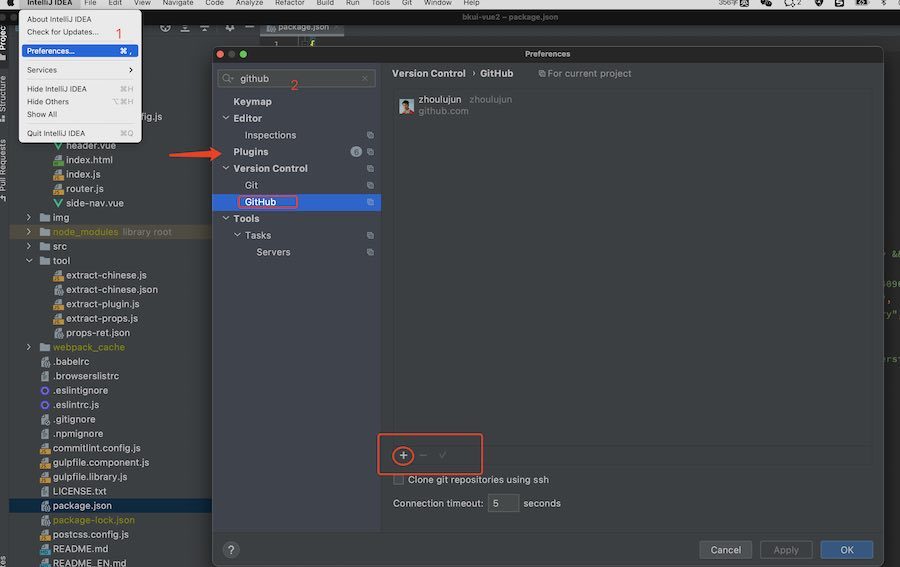 IntelliJ IDEA File Edit View Navigate Code Analyze Refactor Build Run Tools Git Window Help
bkui-vue2 – package.json
About IntelliJ IDEA
Check for Updates... 1
Preferences... ⌘ ,
Services
Hide IntelliJ IDEA ⌘H
Hide Others ⌥⌘H
Show All
Quit IntelliJ IDEA ⌘Q
Project
Structure
Pull Requests
package.json
1 {
header.vue
index.html
index.js
router.js
side-nav.vue
img
node_modules library root
src
tool
extract-chinese.js
extract-chinese.json
extract-plugin.js
extract-props.js
props-ret.json
webpack_cache
.babelrc
.browserslistrc
.eslintignore
.eslintrc.js
.gitignore
.npmignore
commitlint.config.js
gulpfile.component.js
gulpfile.library.js
LICENSE.txt
package.json
package-lock.json
postcss.config.js
README.md
README_EN.md
Preferences
github
2
Keymap
Editor
Inspections
Plugins 6
Version Control
Git
GitHub
Tools
Tasks
Servers
Version Control › GitHub For current project
zhoulujun zhoulujun
github.com
+ −
Clone git repositories using ssh
Connection timeout: 5 seconds
?
Cancel
Apply
OK